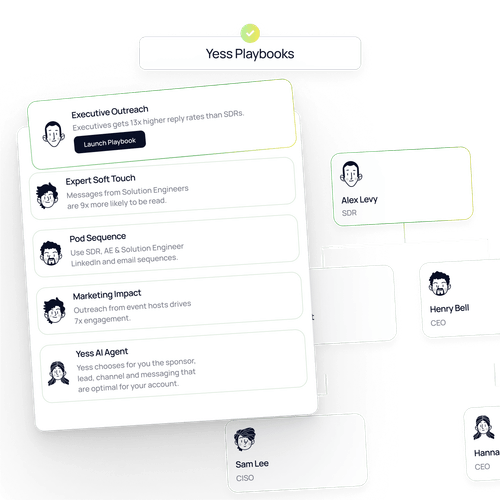 Yess Playbooks
Executive Outreach
Executives gets 13x higher reply rates than SDRs.
Launch Playbook
Expert Soft Touch
Messages from Solution Engineers
are 9x more likely to be read.
Pod Sequence
Use SDR, AE & Solution Engineer
LinkedIn and email sequences.
Marketing Impact
Outreach from event hosts drives
7x engagement.
Yess AI Agent
Yess chooses for you the sponsor,
lead, channel and messaging that
are optimal for your account.
Alex Levy
SDR
t
Henry Bell
CEO
Sam Lee
CISO
Hanna
CEO